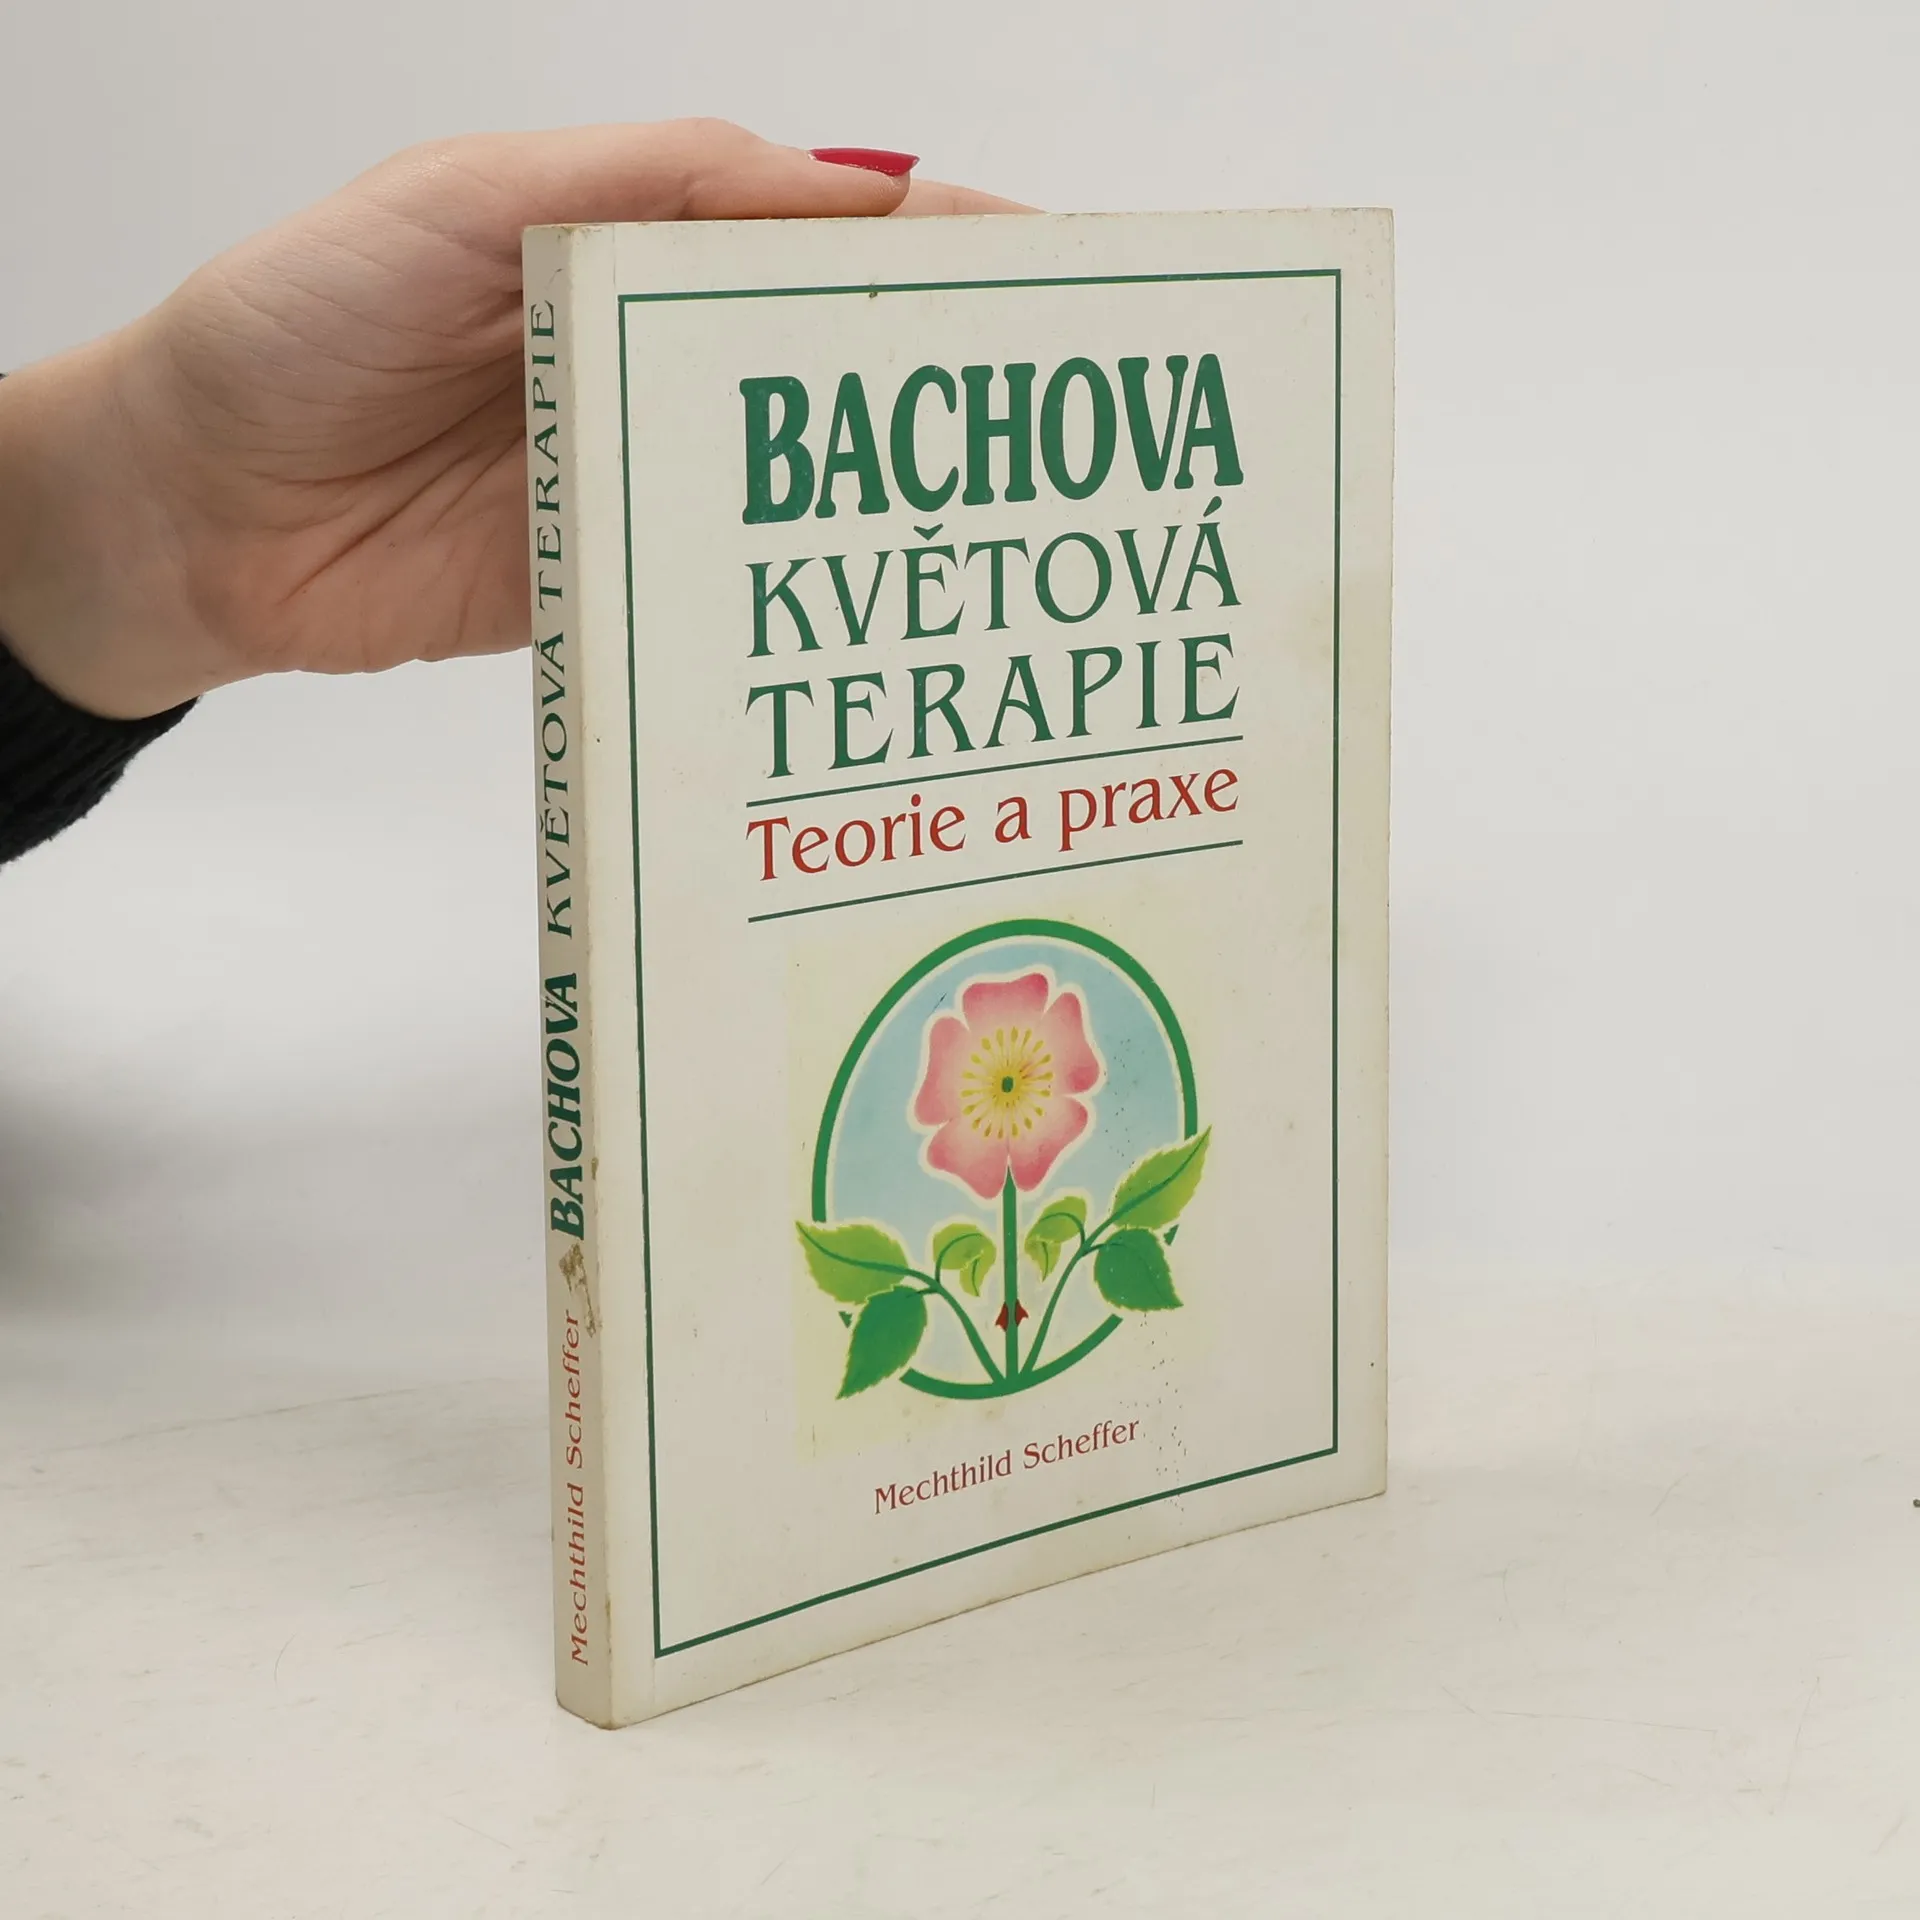 BACHOVA
KVĚTOVÁ
TERAPIE
Teorie a praxe
Mechthild Scheffer
Mechthild Scheffer BACHOVA KVĚTOVÁ TERAPIE